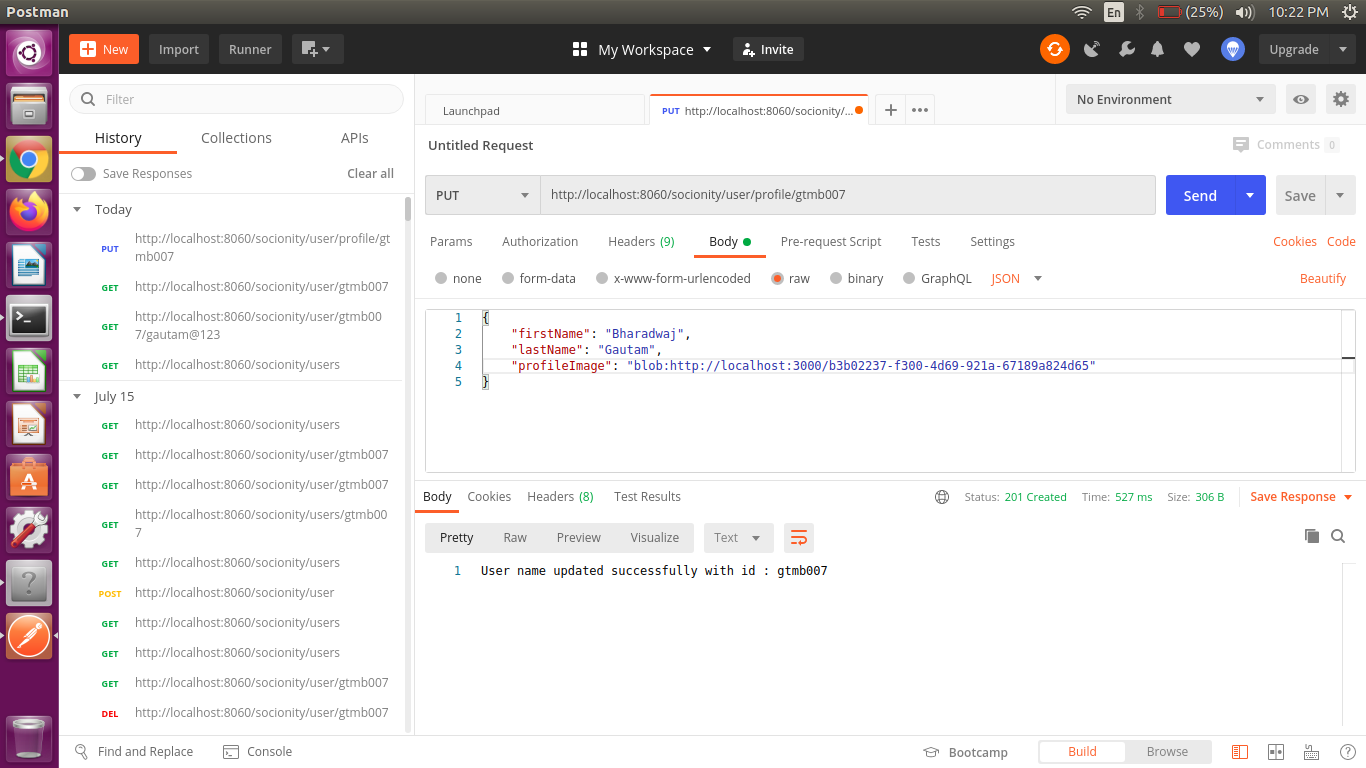 Postman
En
(25%)
10:22 PM
New
Import
Runner
My Workspace
Invite
Upgrade
Filter
History
Collections
APIs
Save Responses
Clear all
Today
PUT
http://localhost:8060/socionity/user/profile/gt
mb007
GET
http://localhost:8060/socionity/user/gtmb007
GET
http://localhost:8060/socionity/user/gtmb00
7/gautam@123
GET
http://localhost:8060/socionity/users
July 15
GET
http://localhost:8060/socionity/users
GET
http://localhost:8060/socionity/user/gtmb007
GET
http://localhost:8060/socionity/user/gtmb007
GET
http://localhost:8060/socionity/users/gtmb00
7
GET
http://localhost:8060/socionity/users
POST
http://localhost:8060/socionity/user
GET
http://localhost:8060/socionity/users
GET
http://localhost:8060/socionity/users
GET
http://localhost:8060/socionity/user/gtmb007
DEL
http://localhost:8060/socionity/user/gtmb007
Launchpad
PUT http://localhost:8060/socionity/...
No Environment
Untitled Request
Comments 0
PUT
http://localhost:8060/socionity/user/profile/gtmb007
Send
Save
Params
Authorization
Headers (9)
Body
Pre-request Script
Tests
Settings
Cookies
Code
none
form-data
x-www-form-urlencoded
raw
binary
GraphQL
JSON
Beautify
1 {
2 "firstName": "Bharadwaj",
3 "lastName": "Gautam",
4 "profileImage": "blob:http://localhost:3000/b3b02237-f300-4d69-921a-67189a824d65"
5 }
Body
Cookies
Headers (8)
Test Results
Status: 201 Created
Time: 527 ms
Size: 306 B
Save Response
Pretty
Raw
Preview
Visualize
Text
1 User name updated successfully with id : gtmb007
Find and Replace
Console
Bootcamp
Build
Browse